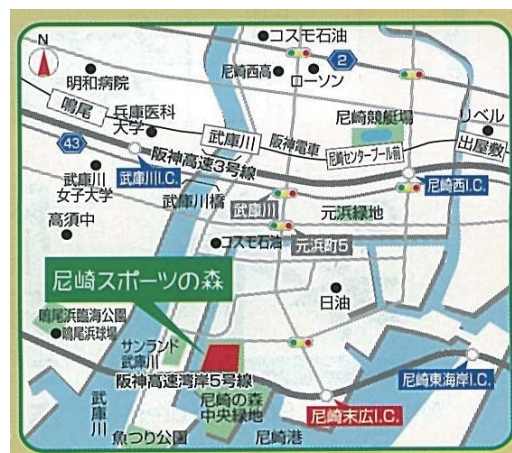 コスモ石油
N
2
尼崎西高
ローソン
明和病院
鳴尾
兵庫医科
大学
武庫川
阪神電車
尼崎競艇場
尼崎センタープール前
リベル
出屋敷
43
阪神高速3号線
武庫川I.C.
武庫川
女子大学
武庫川橋
武庫川
元浜緑地
尼崎西I.C.
高須中
コスモ石油
元浜町5
尼崎スポーツの森
日油
鳴尾浜臨海公園
鳴尾浜球場
サンランド
武庫川
阪神高速湾岸5号線
尼崎東海岸I.C.
武庫川
尼崎の森
中央緑地
尼崎末広I.C.
魚つり公園
尼崎港